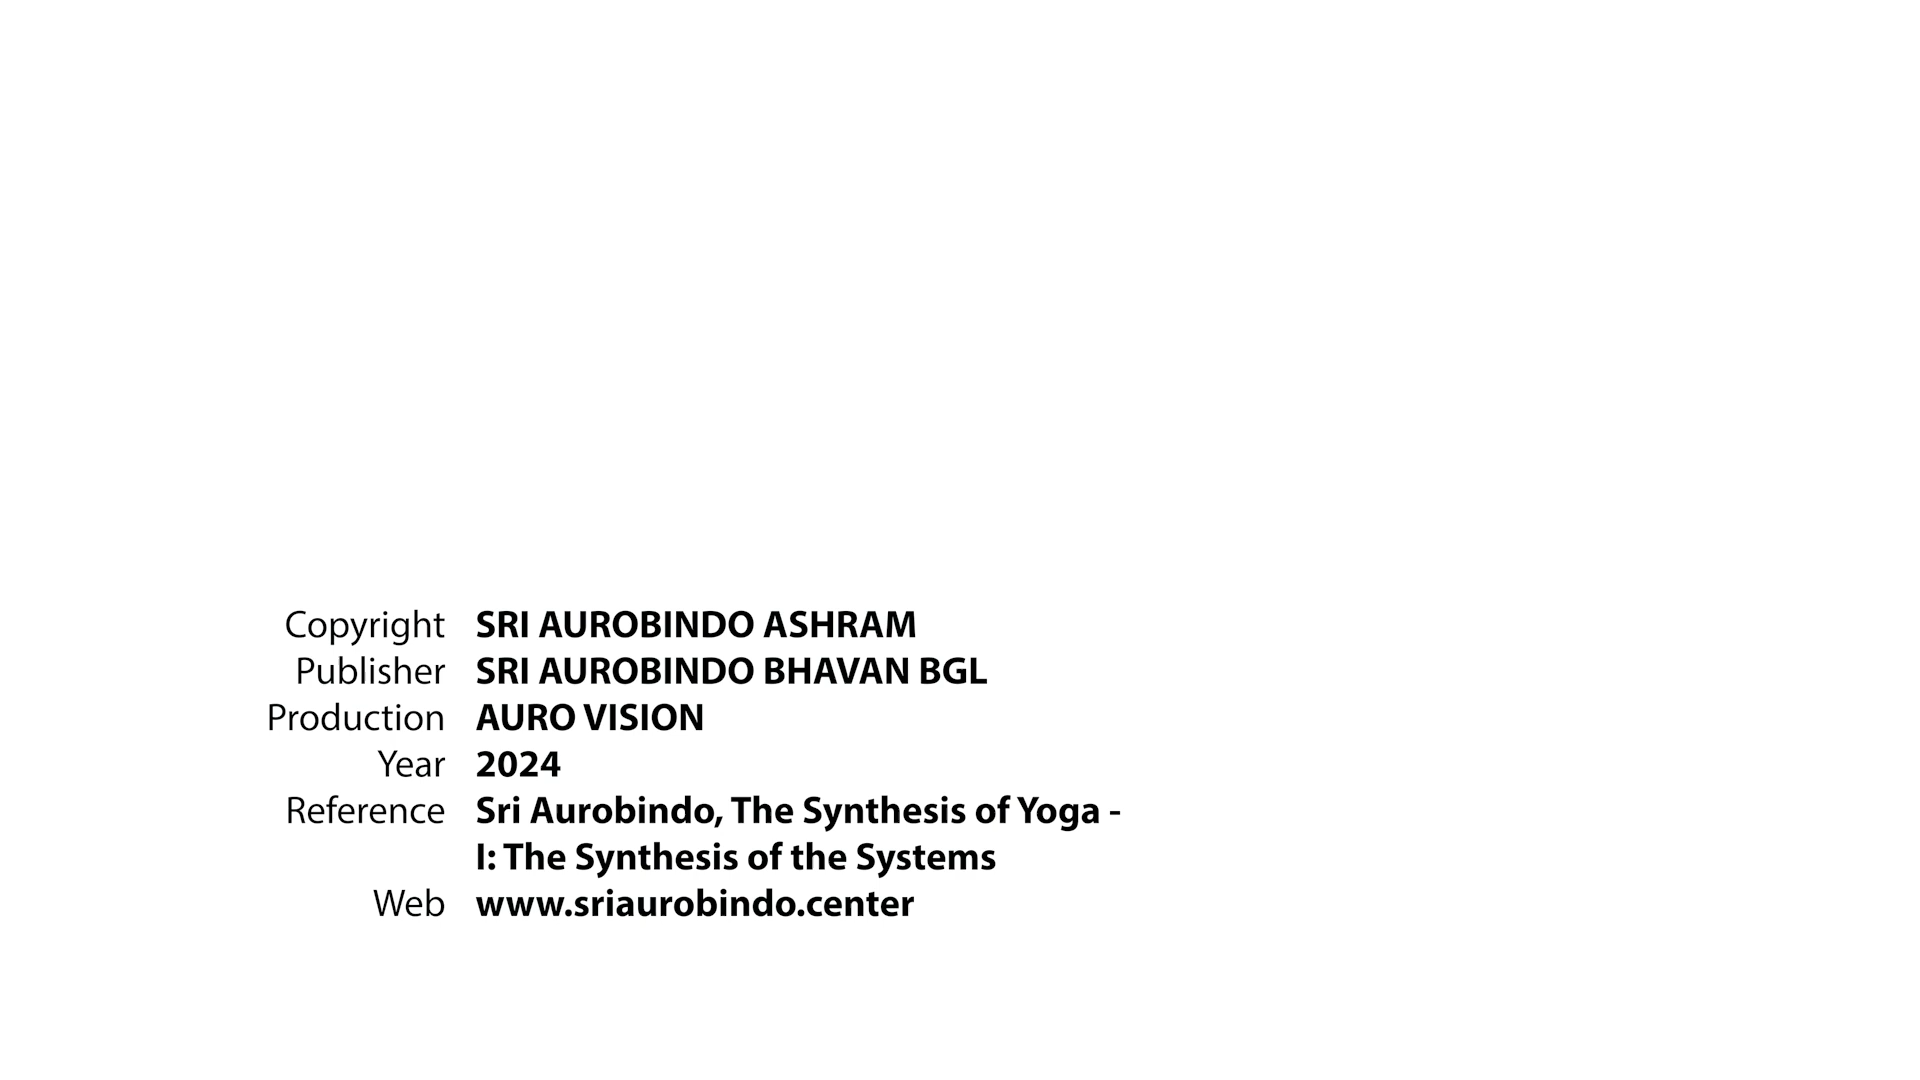 Copyright SRI AUROBINDO ASHRAM
Publisher SRI AUROBINDO BHAVAN BGL
Production AURO VISION
Year 2024
Reference Sri Aurobindo, The Synthesis of Yoga -
I: The Synthesis of the Systems
Web www.sriaurobindo.center